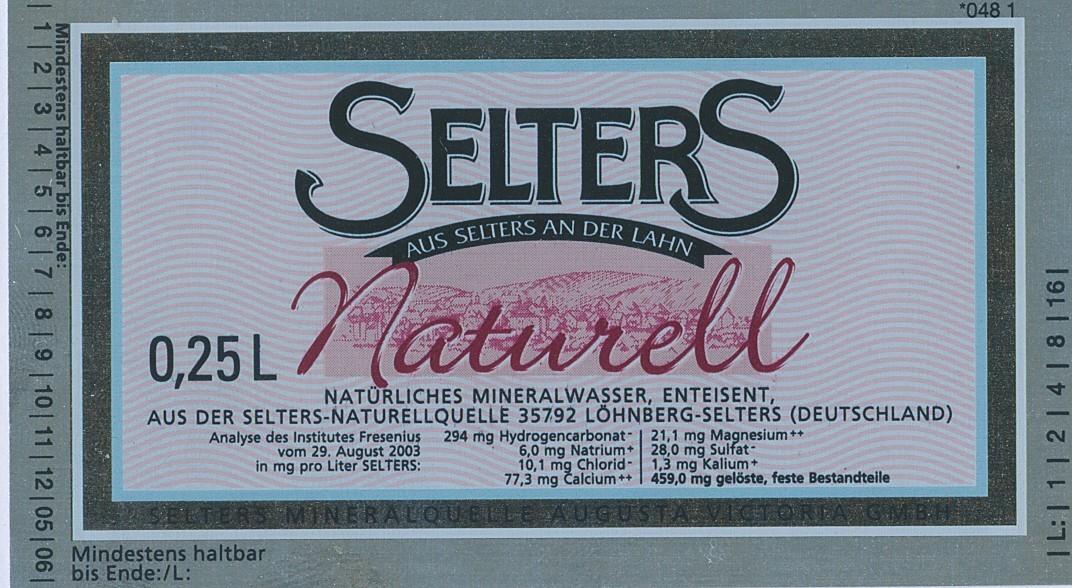 *048 1
Mindestens haltbar bis Ende:
1 | 2 | 3 | 4 | 5 | 6 | 7 | 8 | 9 | 10 | 11 | 12 | 05 | 06 |
SELTERS
AUS SELTERS AN DER LAHN
Naturell
0,25 L
NATÜRLICHES MINERALWASSER, ENTEISENT,
AUS DER SELTERS-NATURELLQUELLE 35792 LÖHNBERG-SELTERS (DEUTSCHLAND)
Analyse des Institutes Fresenius
vom 29. August 2003
in mg pro Liter SELTERS:
294 mg Hydrogencarbonat-
6,0 mg Natrium+
10,1 mg Chlorid-
77,3 mg Calcium++
21,1 mg Magnesium++
28,0 mg Sulfat-
1,3 mg Kalium+
459,0 mg gelöste, feste Bestandteile
SELTERS MINERALQUELLE AUGUSTA VICTORIA GMBH
Mindestens haltbar
bis Ende:/L:
| L: | 1 | 2 | 4 | 8 | 16 |